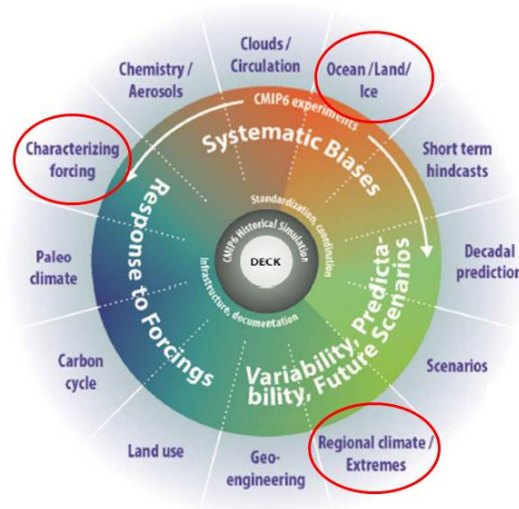 Clouds /
Circulation
Ocean /Land/
Ice
Short term
hindcasts
Decadal
prediction
Scenarios
Regional climate /
Extremes
Geo-
engineering
Land use
Carbon
cycle
Paleo
climate
Characterizing
forcing
Chemistry /
Aerosols
CMIP6 experiments
Systematic Biases
Variability, Predicta-
bility, Future Scenarios
Response to Forcings
Standardization, coordination
Infrastructure, documentation
CMIP6 Historical Simulation
DECK